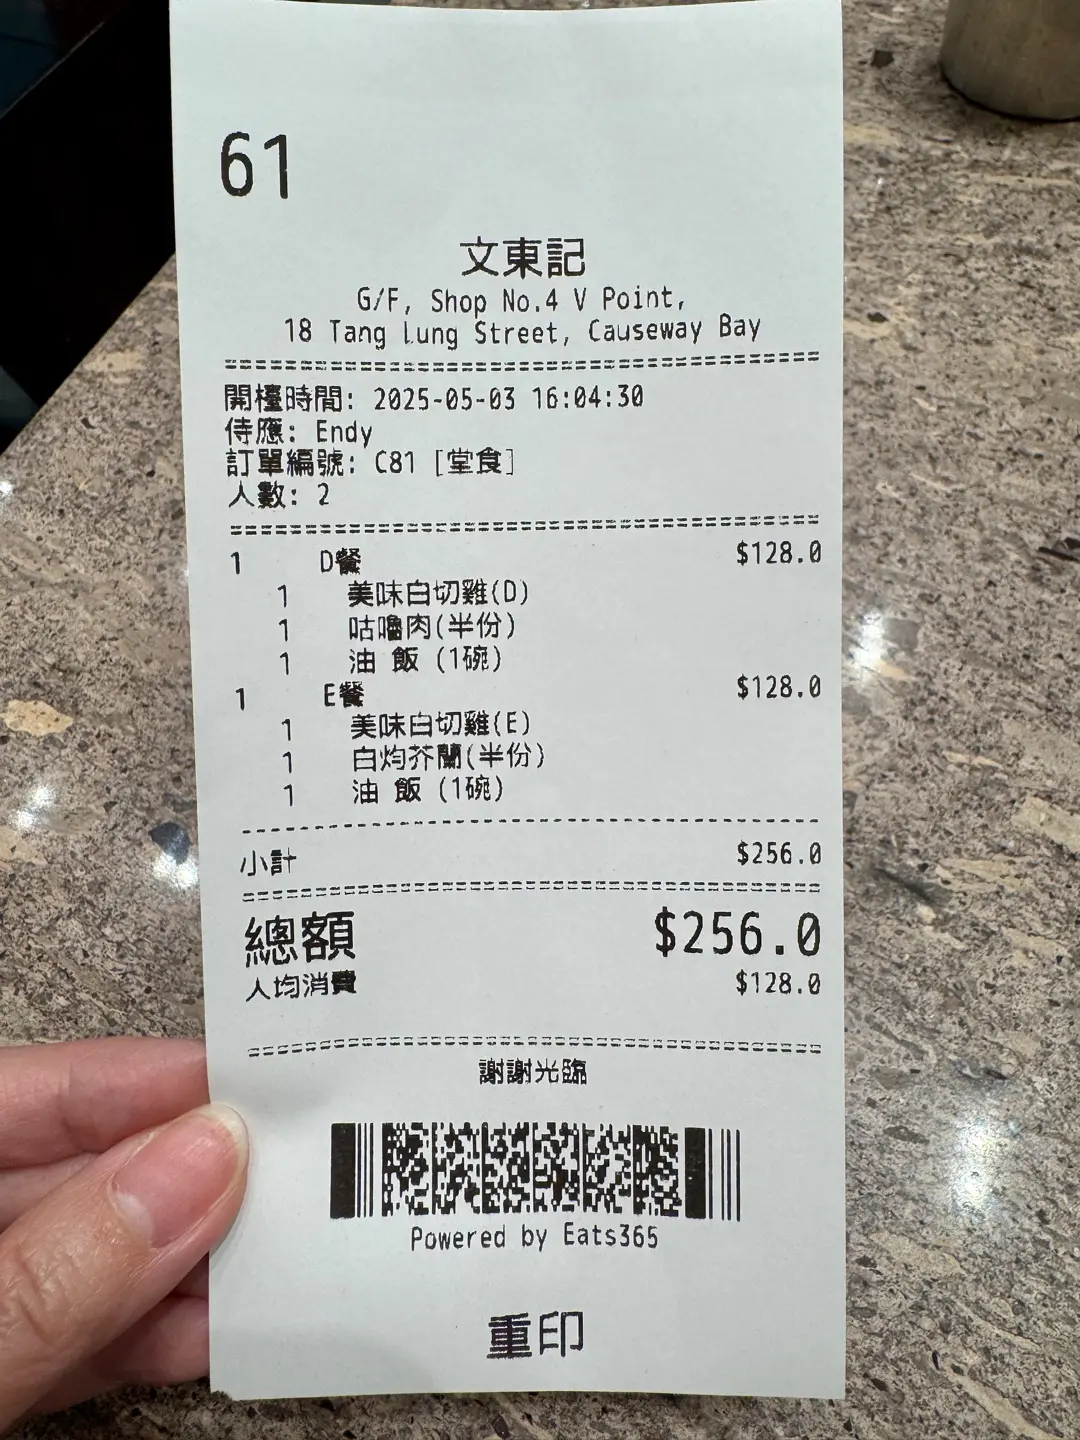 61
文東記
G/F, Shop No.4 V Point,
18 Tang Lung Street, Causeway Bay
開檯時間: 2025-05-03 16:04:30
侍應: Endy
訂單編號: C81 [堂食]
人數: 2
1 D餐 $128.0
1 美味白切雞(D)
1 咕嚕肉(半份)
1 油 飯 (1碗)
1 E餐 $128.0
1 美味白切雞(E)
1 白灼芥蘭(半份)
1 油 飯 (1碗)
小計 $256.0
總額 $256.0
人均消費 $128.0
謝謝光臨
Powered by Eats365
重印